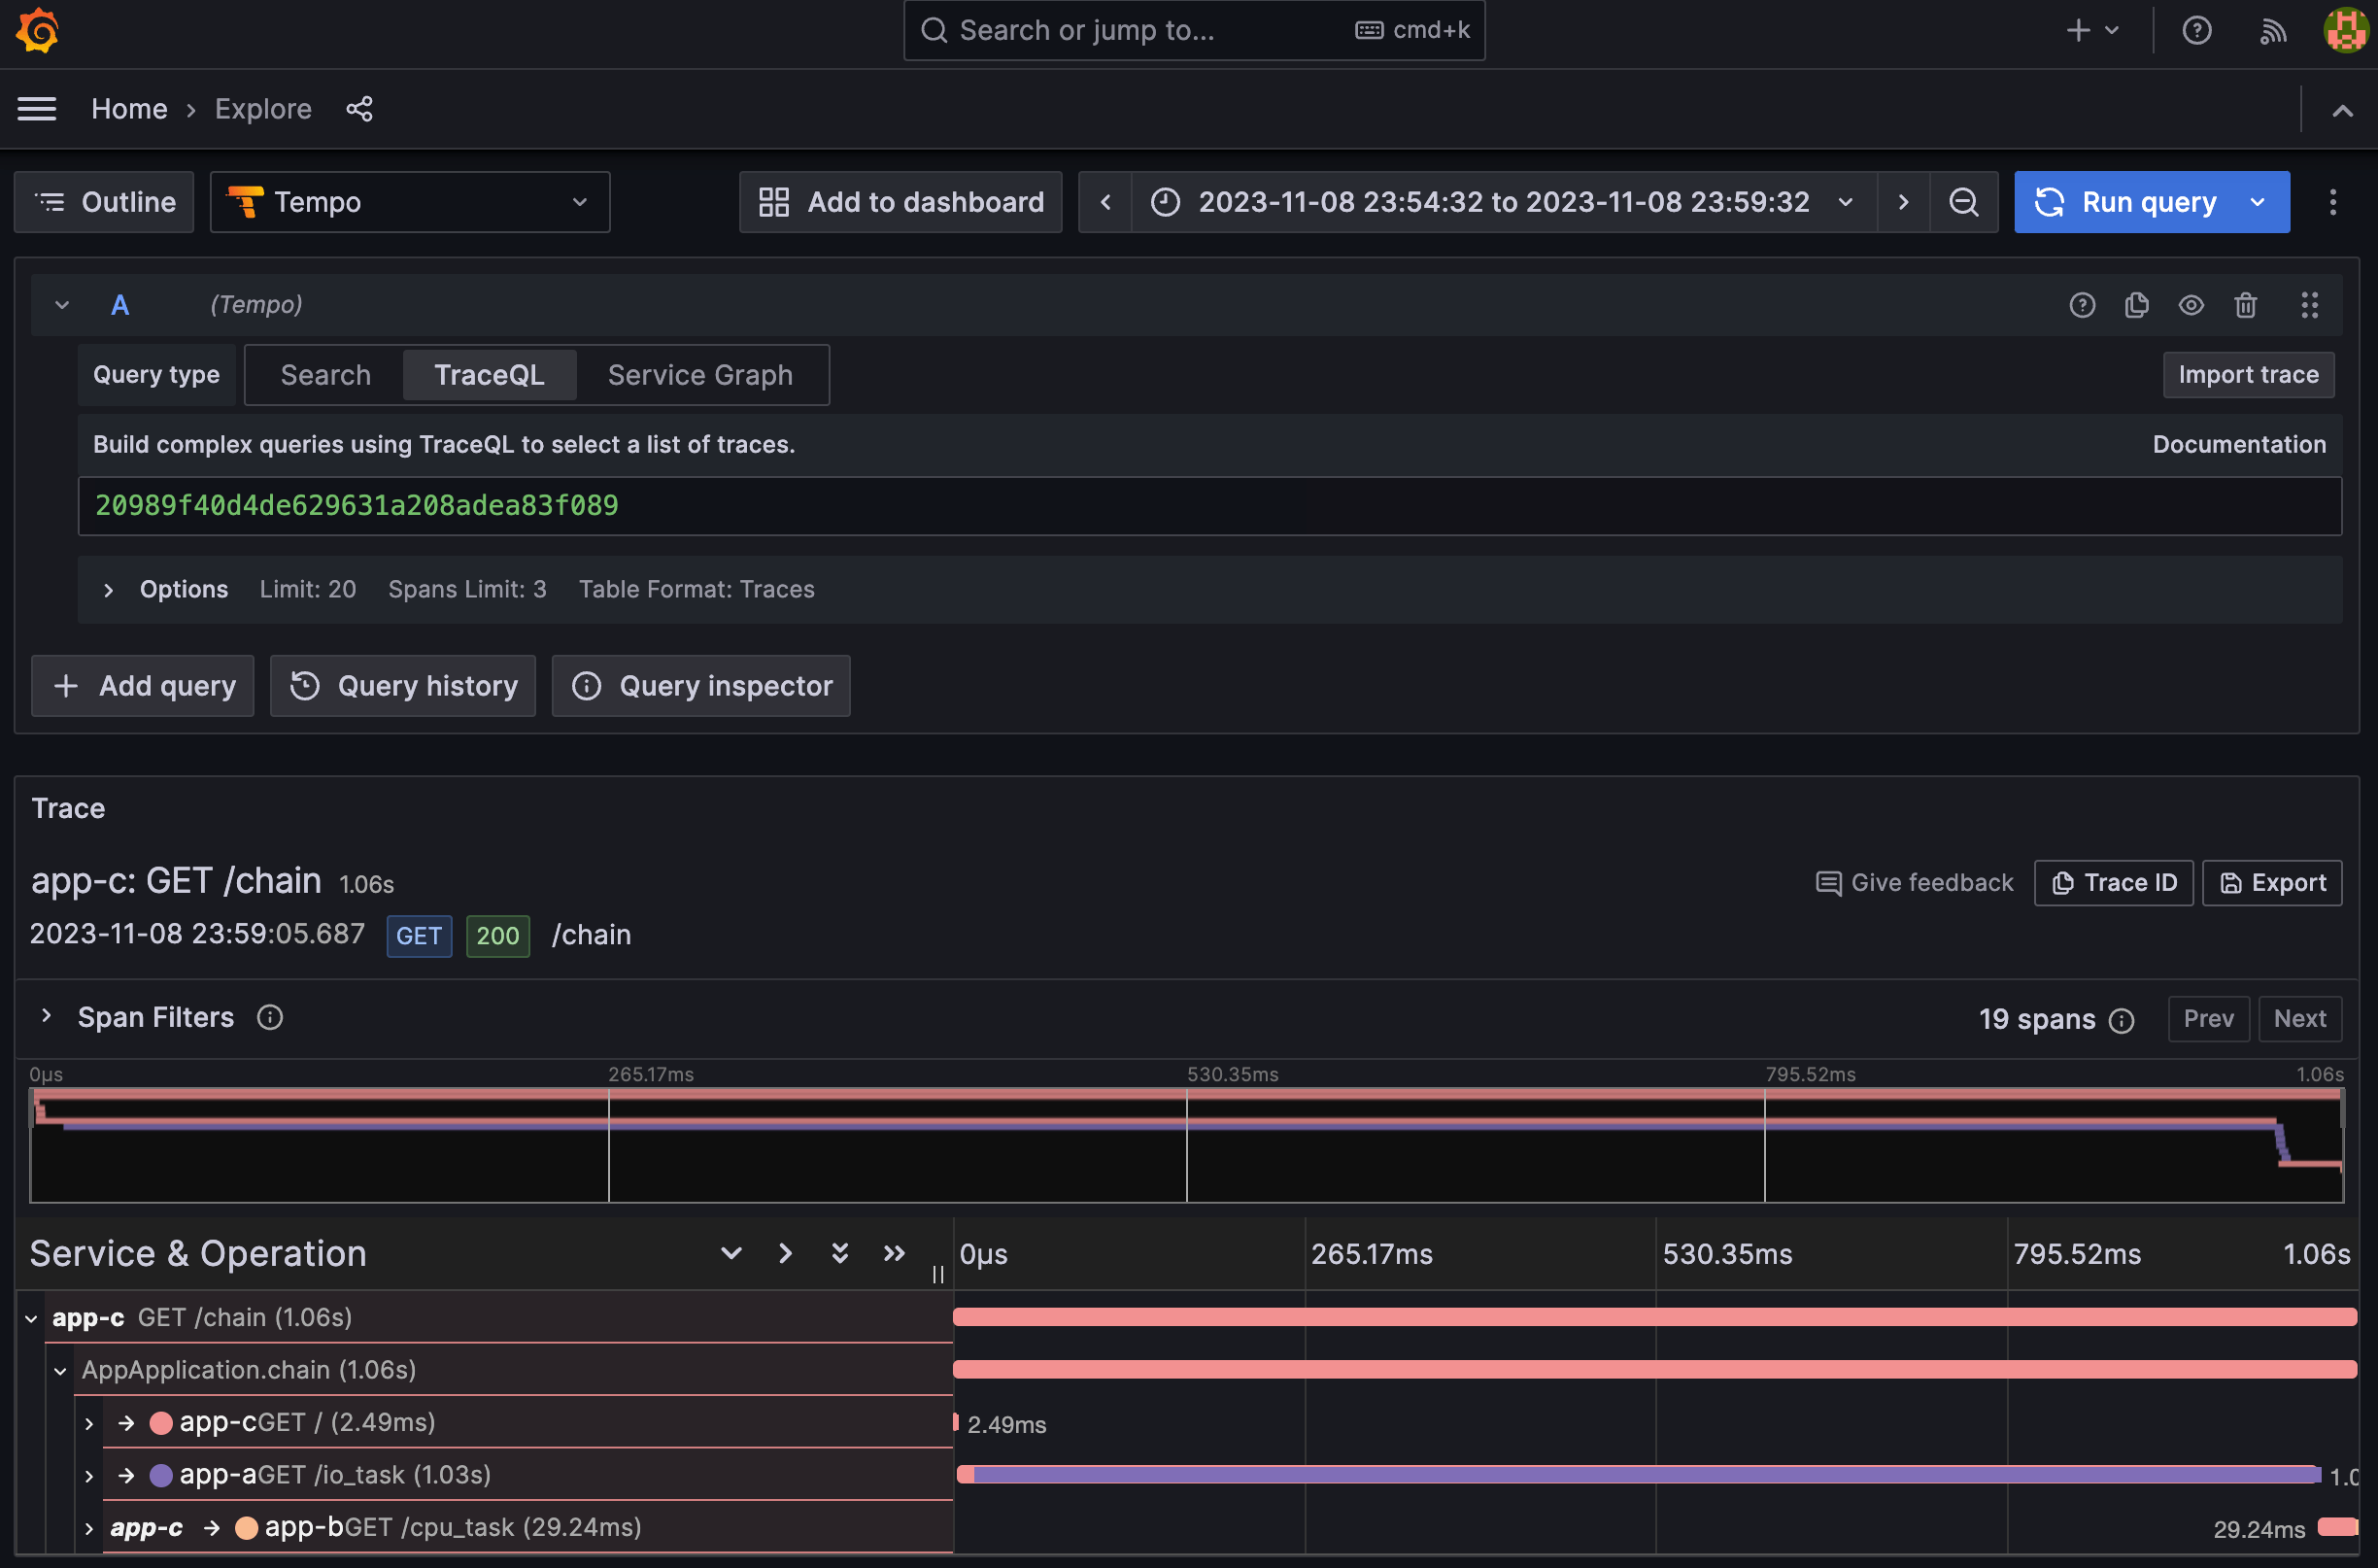 Search or jump to... cmd+k
Home › Explore
Outline Tempo Add to dashboard 2023-11-08 23:54:32 to 2023-11-08 23:59:32 Run query
A (Tempo)
Query type Search TraceQL Service Graph Import trace
Build complex queries using TraceQL to select a list of traces. Documentation
20989f40d4de629631a208adea83f089
Options Limit: 20 Spans Limit: 3 Table Format: Traces
Add query Query history Query inspector
Trace
app-c: GET /chain 1.06s Give feedback Trace ID Export
2023-11-08 23:59:05.687 GET 200 /chain
Span Filters 19 spans Prev Next
0μs 265.17ms 530.35ms 795.52ms 1.06s
Service & Operation 0μs 265.17ms 530.35ms 795.52ms 1.06s
app-c GET /chain (1.06s)
AppApplication.chain (1.06s)
app-cGET / (2.49ms) 2.49ms
app-aGET /io_task (1.03s)
app-c → app-bGET /cpu_task (29.24ms) 29.24ms